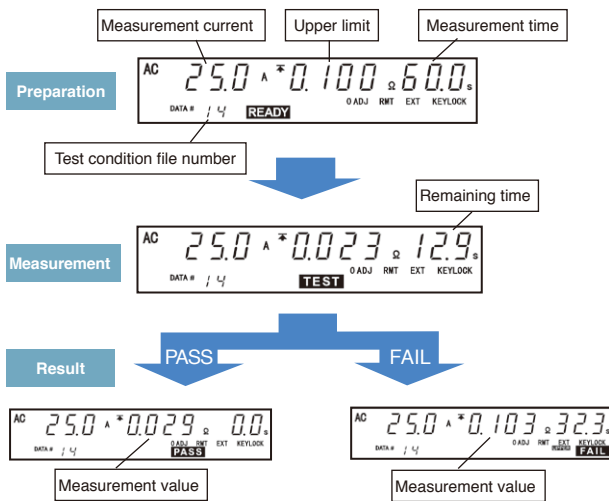 Measurement current
Upper limit
Measurement time
Preparation
AC 25.0 A 0.100 Ω 60.0 s
0 ADJ RMT EXT KEYLOCK
DATA # 14 READY
Test condition file number
Remaining time
Measurement
AC 25.0 A 0.023 Ω 12.9 s
0 ADJ RMT EXT KEYLOCK
DATA # 14 TEST
Result
PASS
FAIL
AC 25.0 A 0.029 Ω 0.0 s
0 ADJ RMT EXT KEYLOCK
DATA # 14 PASS
Measurement value
AC 25.0 A 0.103 Ω 32.3 s
0 ADJ RMT EXT KEYLOCK
DATA # 14 UPPER FAIL
Measurement value